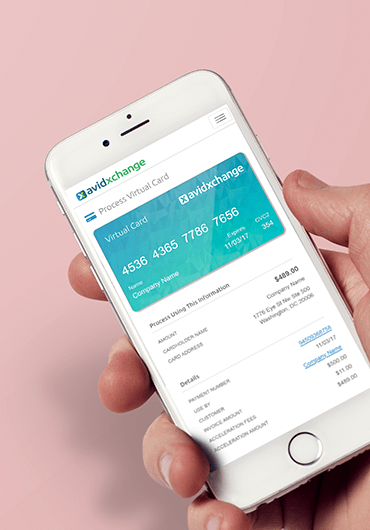 avidxchange
Process Virtual Card
Virtual Card
avidxchange
4536 4365 7786 7656
Name
Company Name
Expires
11/03/17
CVC2
354
Process Using This Information
AMOUNT $489.00
CARDHOLDER NAME Company Name
CARD ADDRESS 1776 Eye St Nw Ste 500
Washington, DC 20006
Details
PAYMENT NUMBER 94509368758
USE BY 11/03/17
CUSTOMER Company Name
INVOICE AMOUNT $500.00
ACCELERATION FEES $11.00
ACCELERATION AMOUNT $489.00